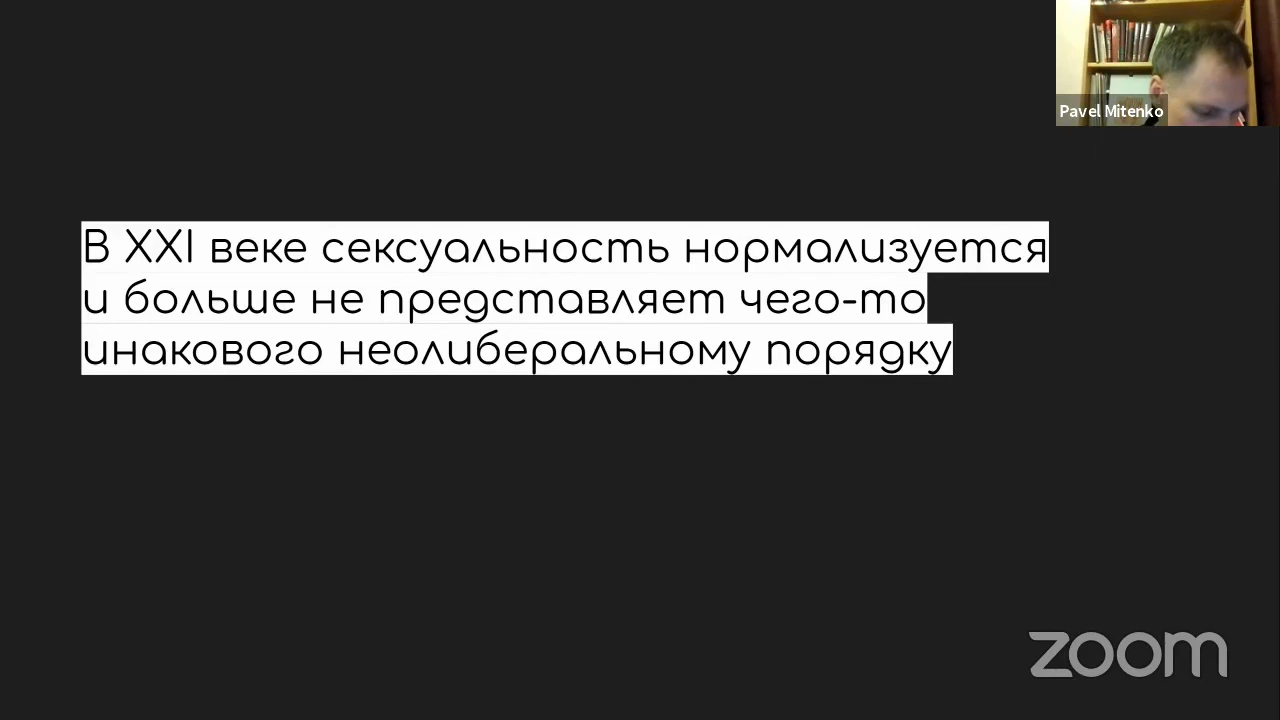 Pavel Mitenko
В XXI веке сексуальность нормализуется
и больше не представляет чего-то
инакового неолиберальному порядку
zoom